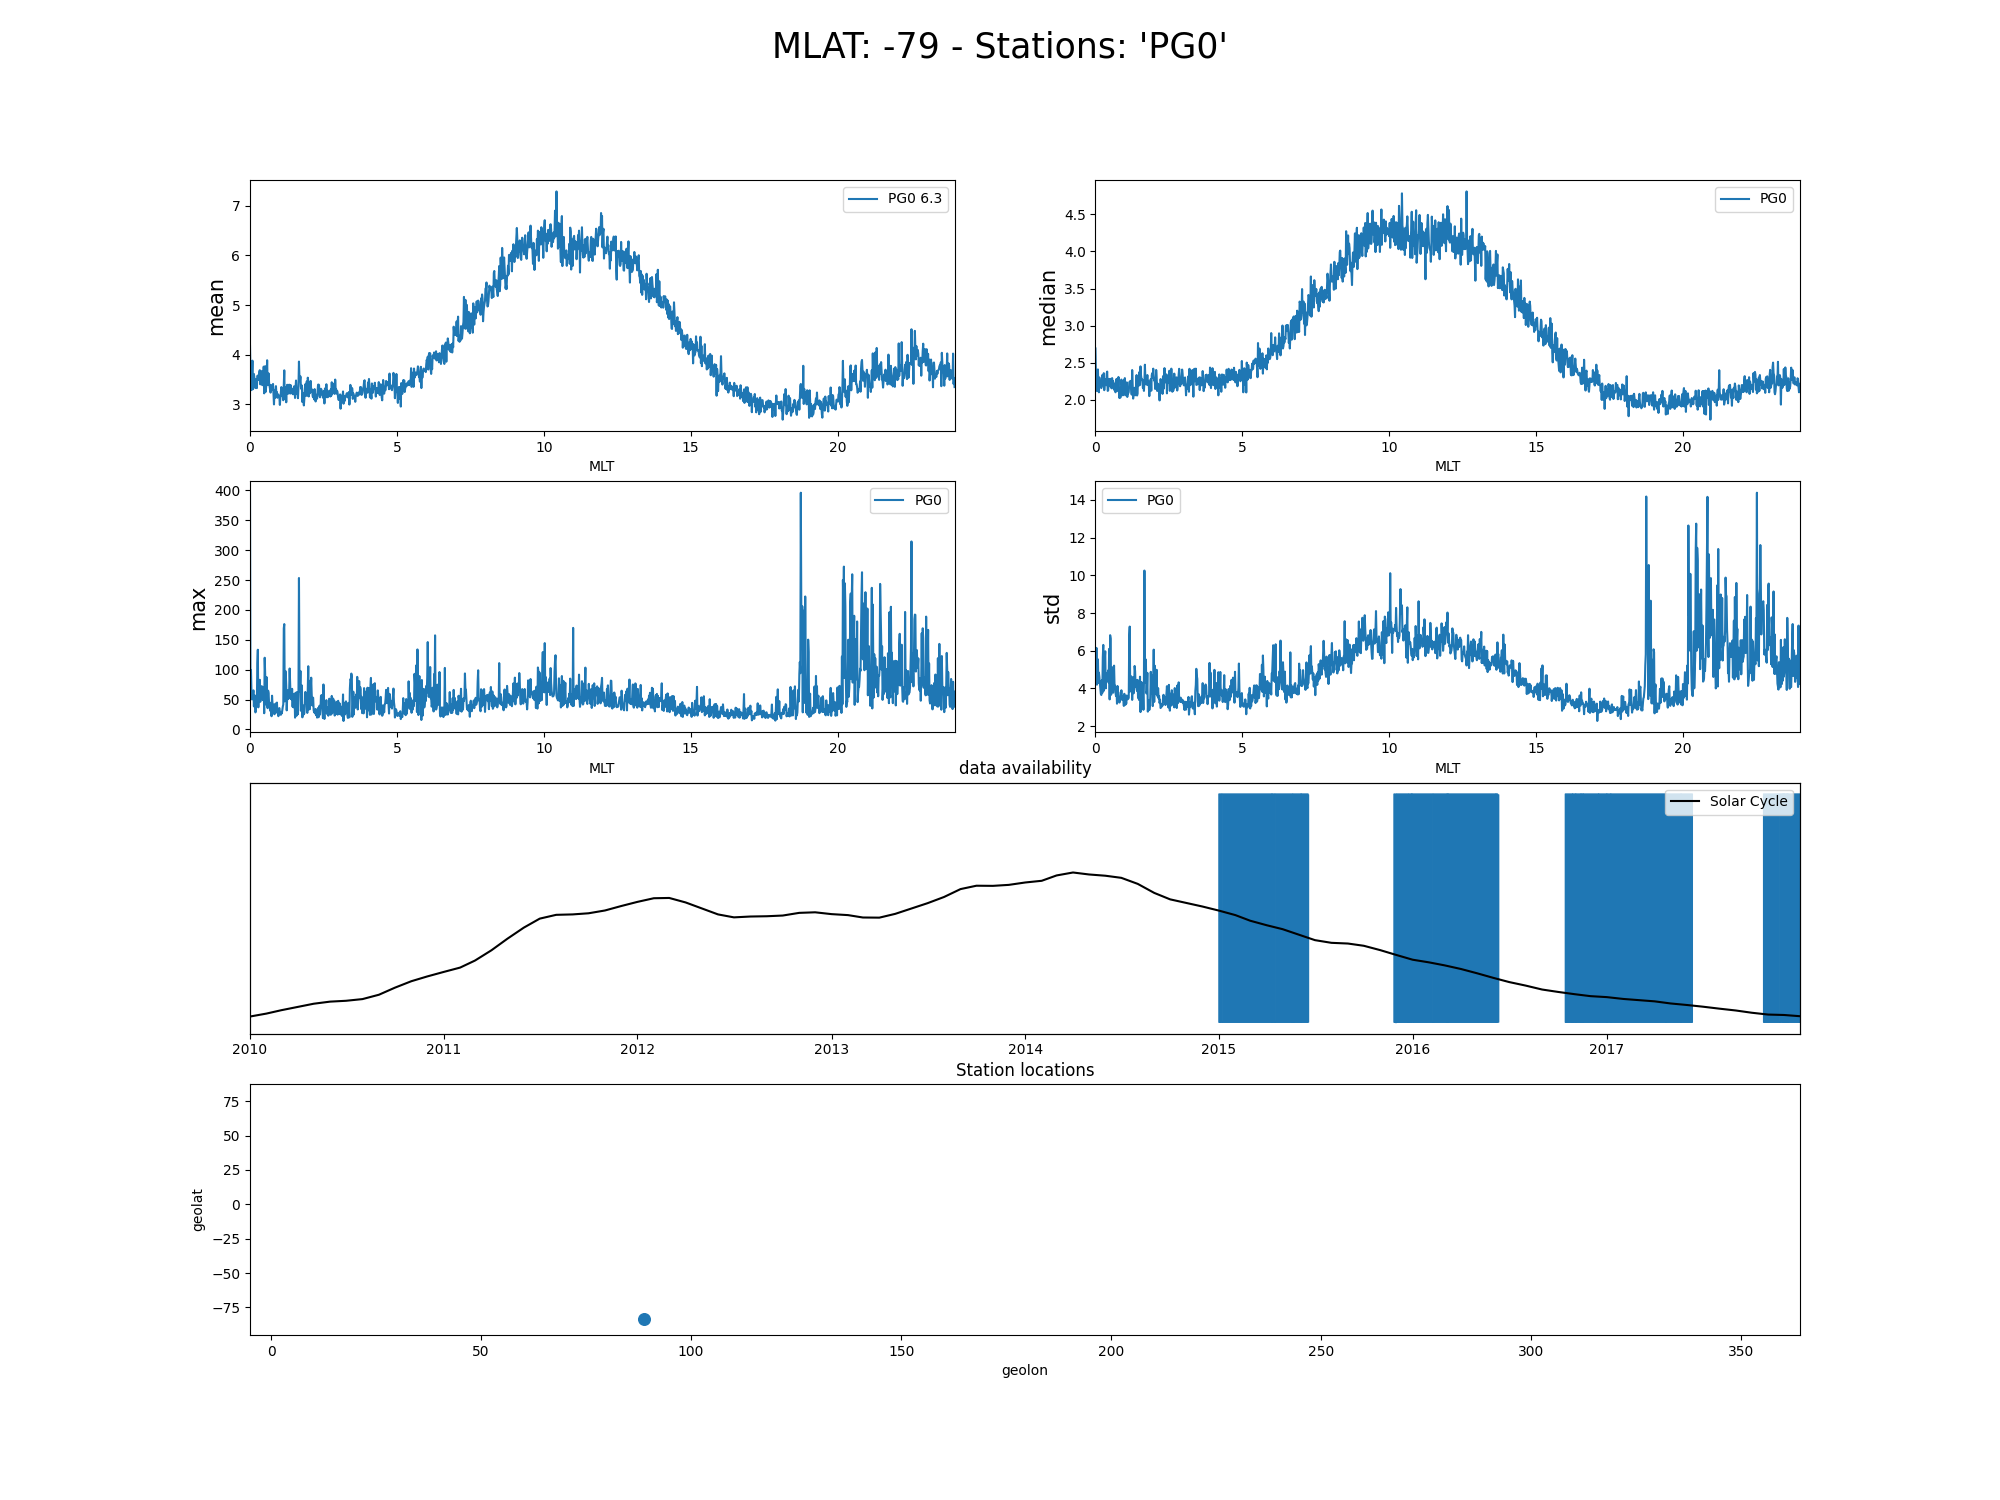 MLAT: -79 - Stations: 'PG0'
mean
7
6
5
4
3
PG0 6.3
0 5 10 15 20
MLT
median
4.5
4.0
3.5
3.0
2.5
2.0
PG0
0 5 10 15 20
MLT
max
400
350
300
250
200
150
100
50
0
PG0
0 5 10 15 20
MLT
std
14
12
10
8
6
4
2
PG0
0 5 10 15 20
MLT
data availability
Solar Cycle
2010 2011 2012 2013 2014 2015 2016 2017
Station locations
geolat
75
50
25
0
−25
−50
−75
0 50 100 150 200 250 300 350
geolon